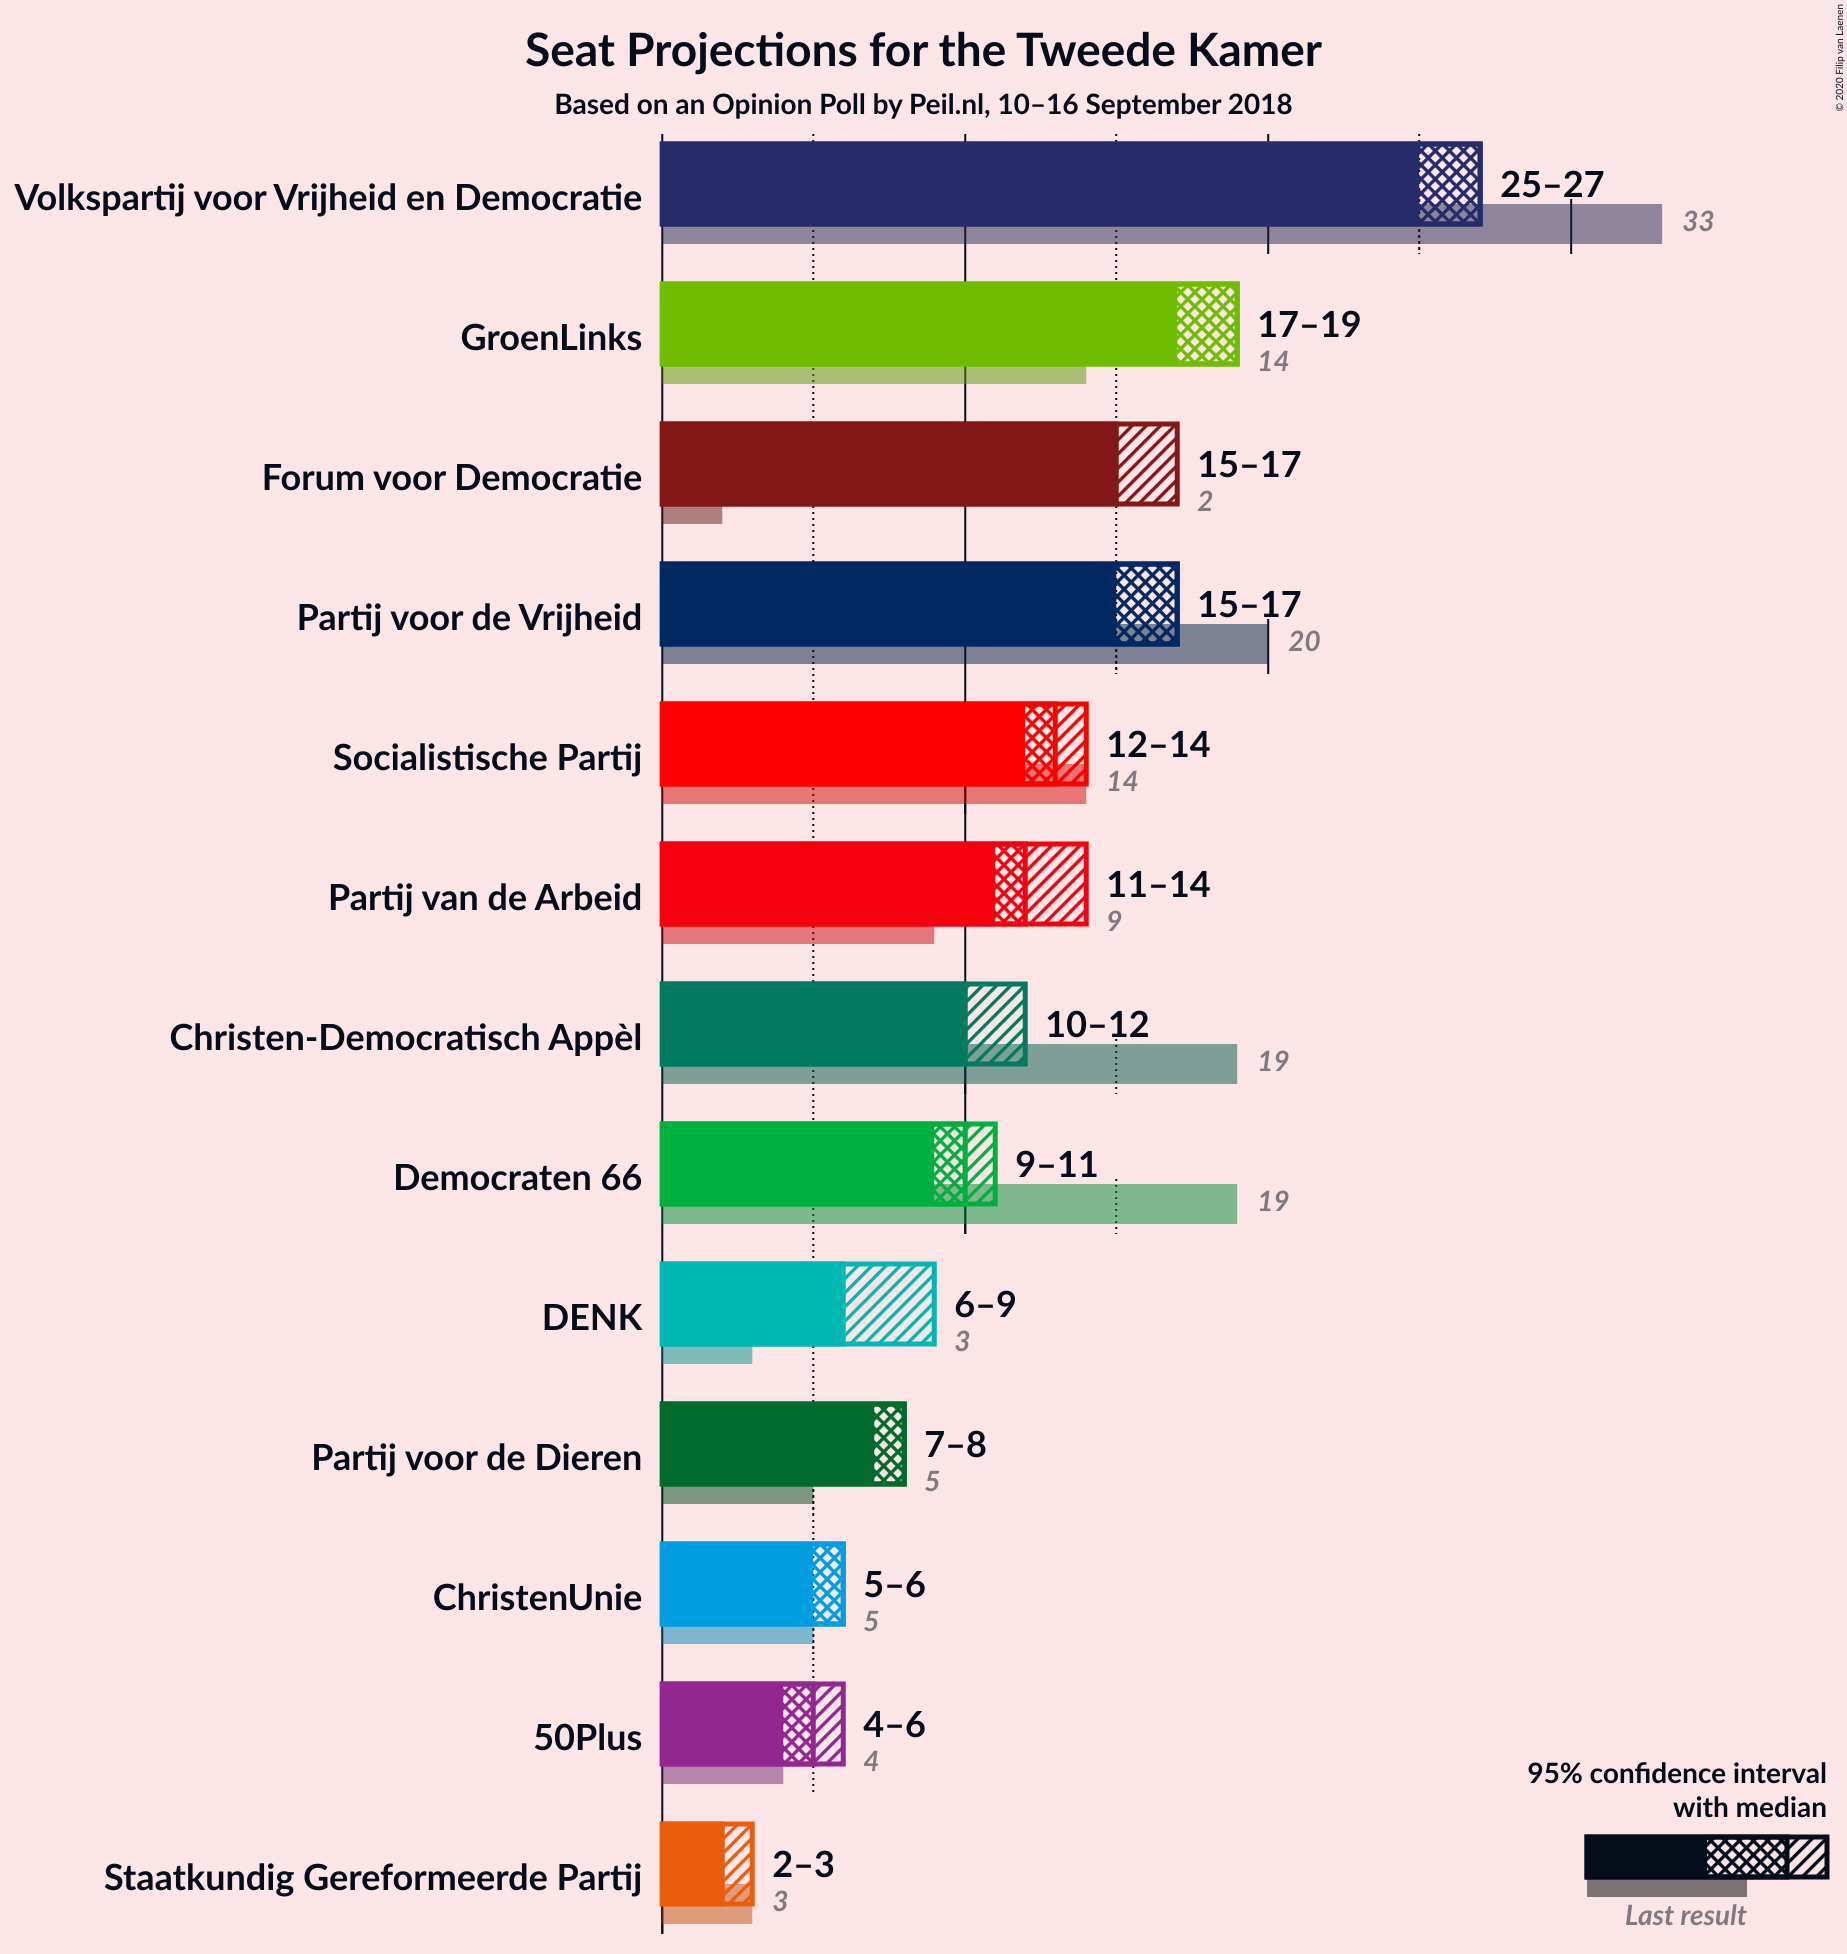 Seat Projections for the Tweede Kamer
Based on an Opinion Poll by Peil.nl, 10–16 September 2018
© 2020 Filip van Laenen
Volkspartij voor Vrijheid en Democratie
25–27
33
GroenLinks
17–19
14
Forum voor Democratie
15–17
2
Partij voor de Vrijheid
15–17
20
Socialistische Partij
12–14
14
Partij van de Arbeid
11–14
9
Christen-Democratisch Appèl
10–12
19
Democraten 66
9–11
19
DENK
6–9
3
Partij voor de Dieren
7–8
5
ChristenUnie
5–6
5
50Plus
4–6
4
Staatkundig Gereformeerde Partij
2–3
3
95% confidence interval
with median
Last result